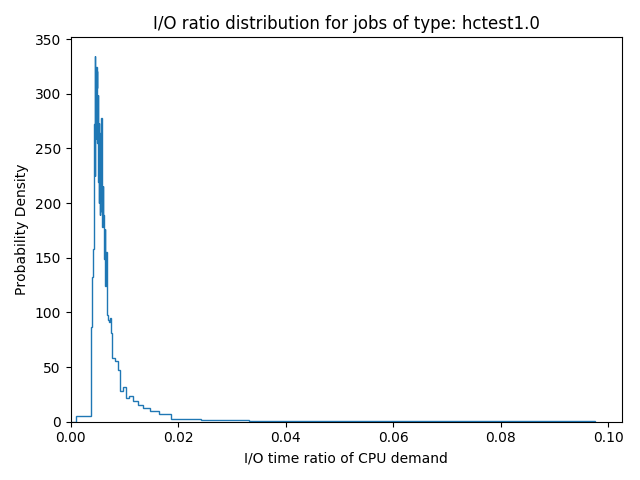 I/O ratio distribution for jobs of type: hctest1.0
350
300
250
200
150
100
50
0
Probability Density
0.00 0.02 0.04 0.06 0.08 0.10
I/O time ratio of CPU demand